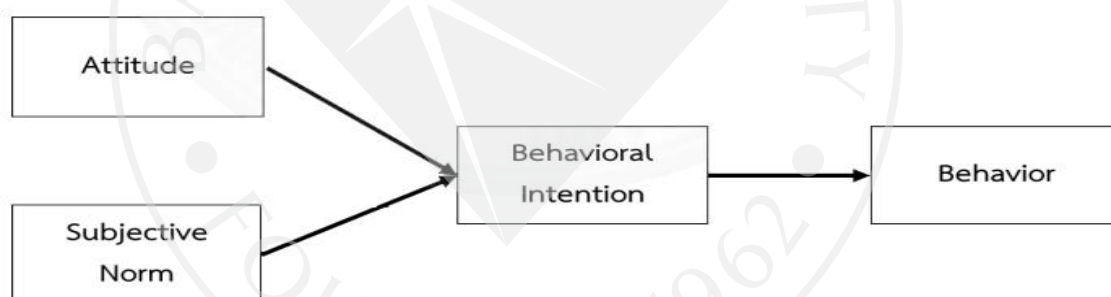 Attitude
Subjective
Norm
Behavioral
Intention
Behavior